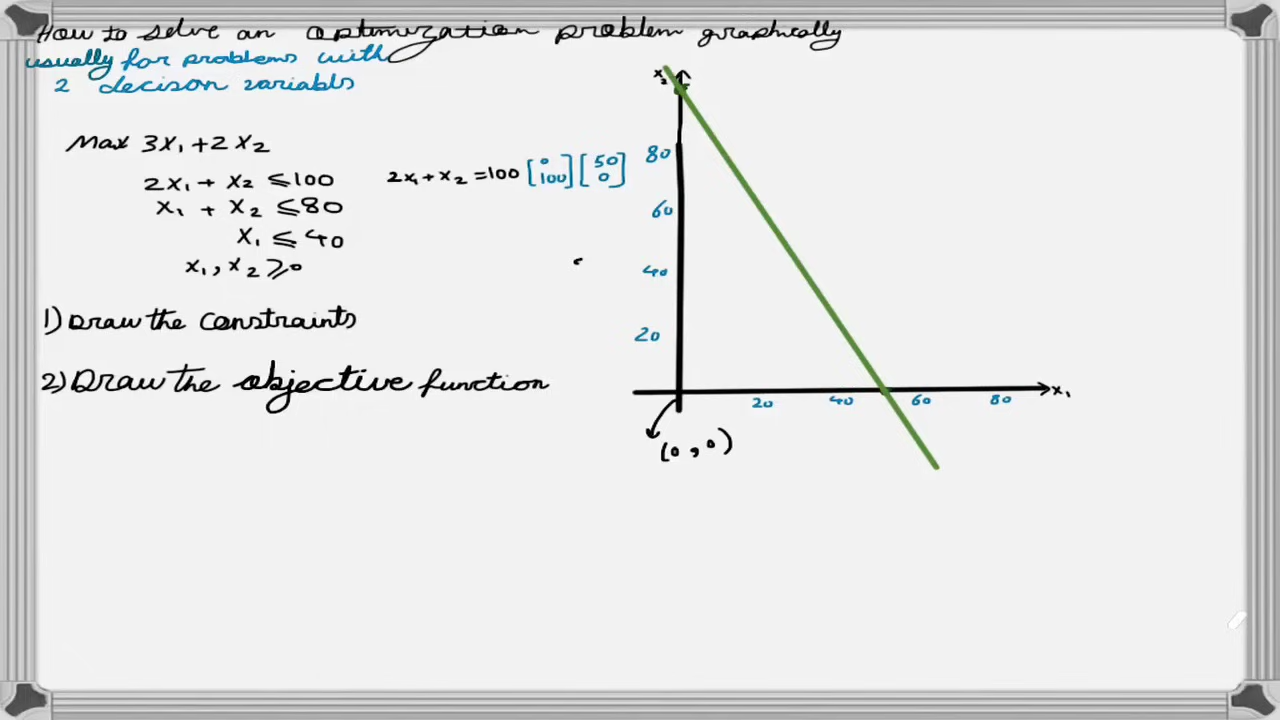 How to solve an optimization problem graphically
usually for problems with
2 decison variabls
Max 3x₁+2x₂
2x₁+x₂ ≤100
x₁ + x₂ ≤80
x₁ ≤ 40
x₁, x₂ ≥0
2x₁+x₂ =100 [0 100] [50 0]
1) Draw the constraints
2) Draw the objective function
x₂
80
60
40
20
20 40 60 80 x₁
(0,0)